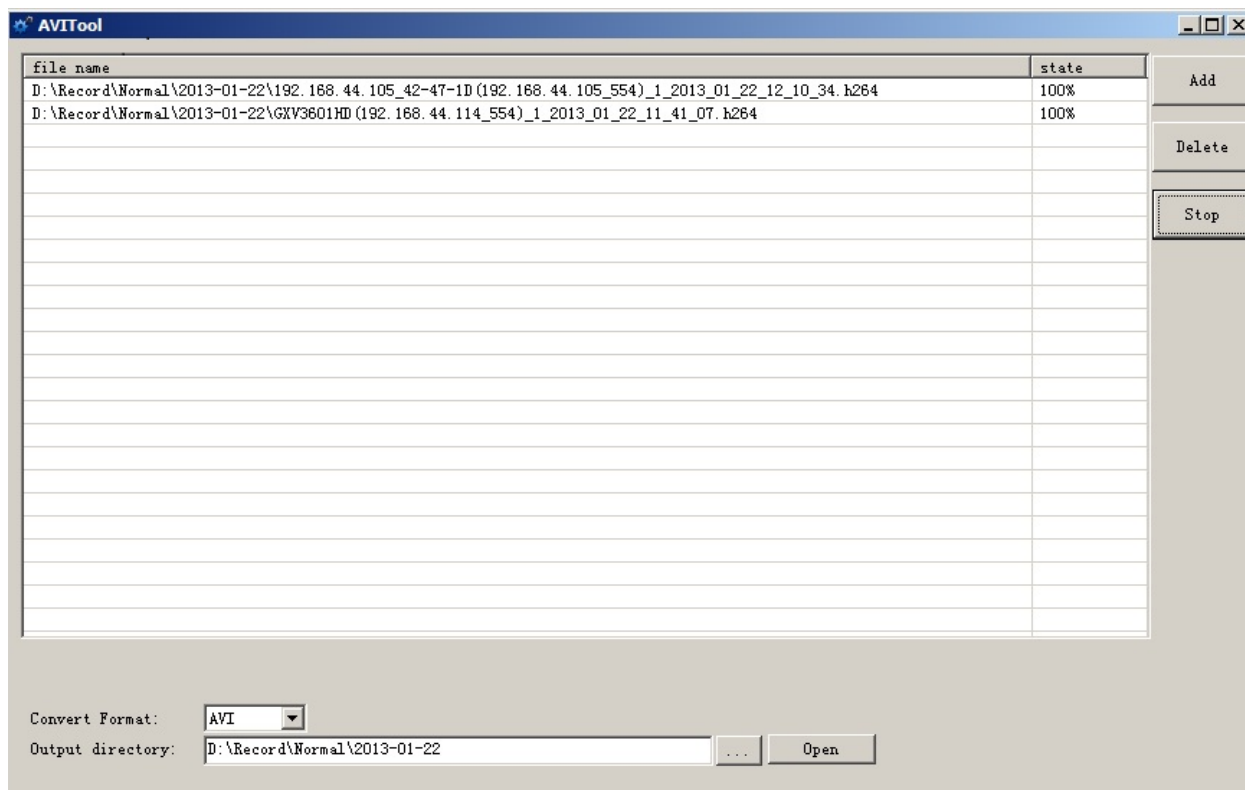 AVITool
file name state
D:\Record\Normal\2013-01-22\192.168.44.105_42-47-1D(192.168.44.105_554)_1_2013_01_22_12_10_34.h264 100%
D:\Record\Normal\2013-01-22\GXV3601HD(192.168.44.114_554)_1_2013_01_22_11_41_07.h264 100%
Add
Delete
Stop
Convert Format: AVI
Output directory: D:\Record\Normal\2013-01-22 ... Open